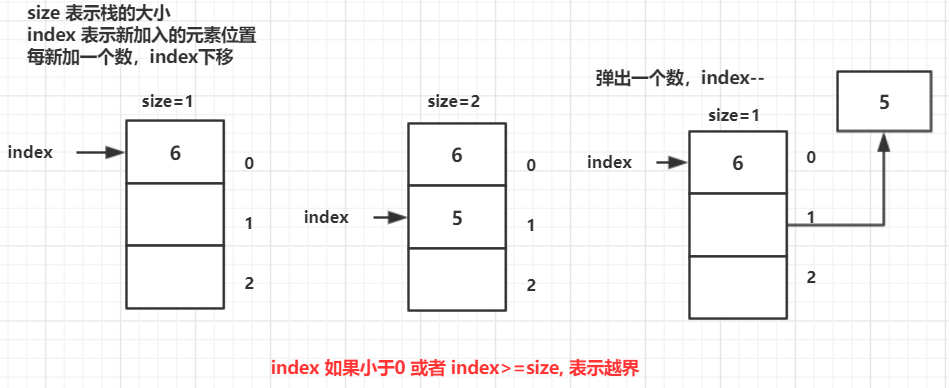 size 表示栈的大小
index 表示新加入的元素位置
每新加一个数，index下移
弹出一个数，index--
size=1
size=2
size=1
5
index
6
0
1
2
index
6
5
0
1
2
index
6
0
1
2
index 如果小于0 或者 index>=size, 表示越界